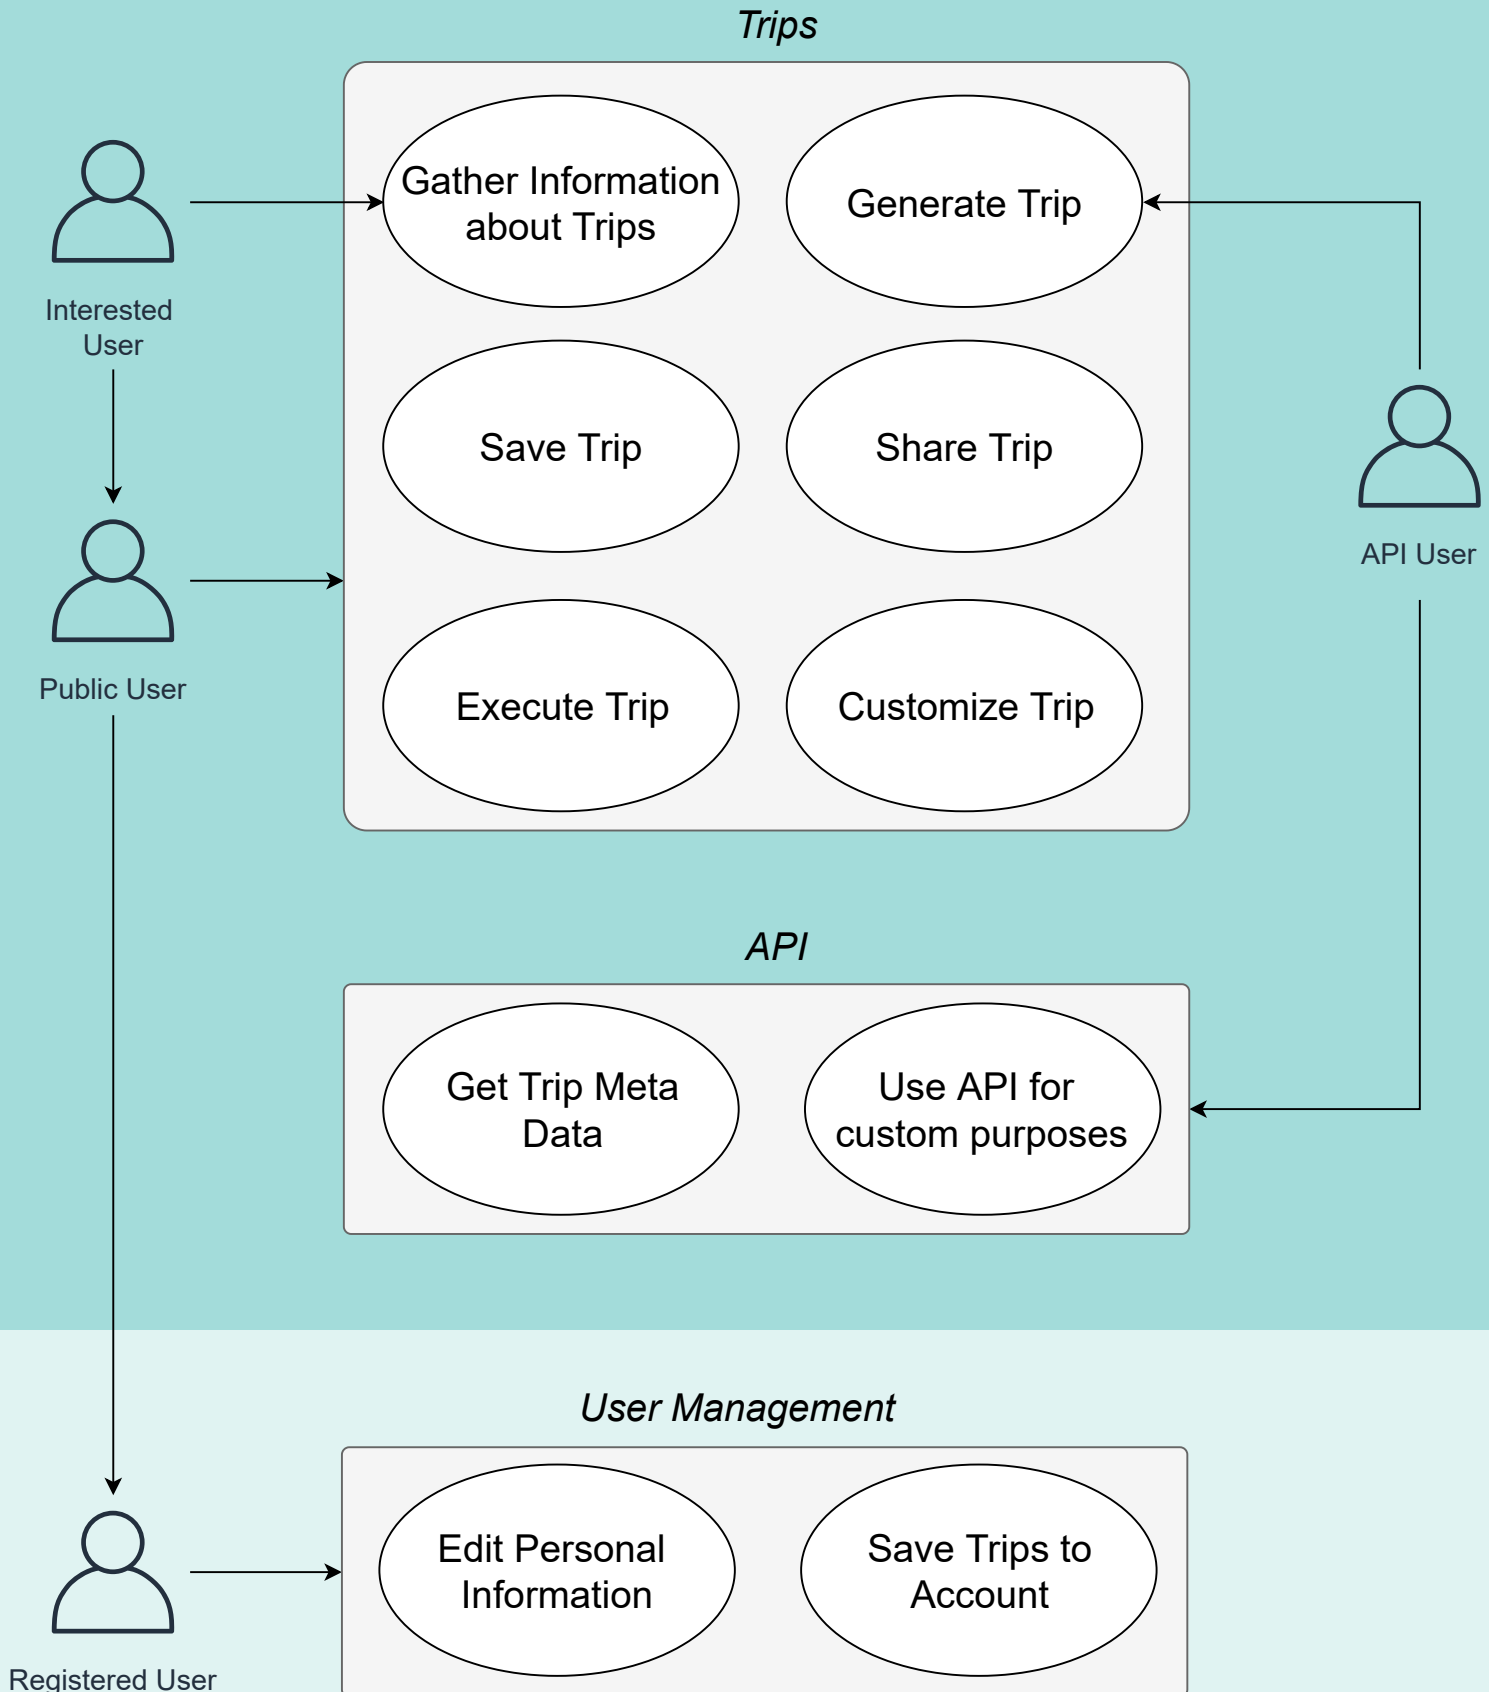 Trips
Gather Information
about Trips
Generate Trip
Interested
User
Save Trip
Share Trip
API User
Public User
Execute Trip
Customize Trip
API
Get Trip Meta
Data
Use API for
custom purposes
User Management
Edit Personal
Information
Save Trips to
Account
Registered User